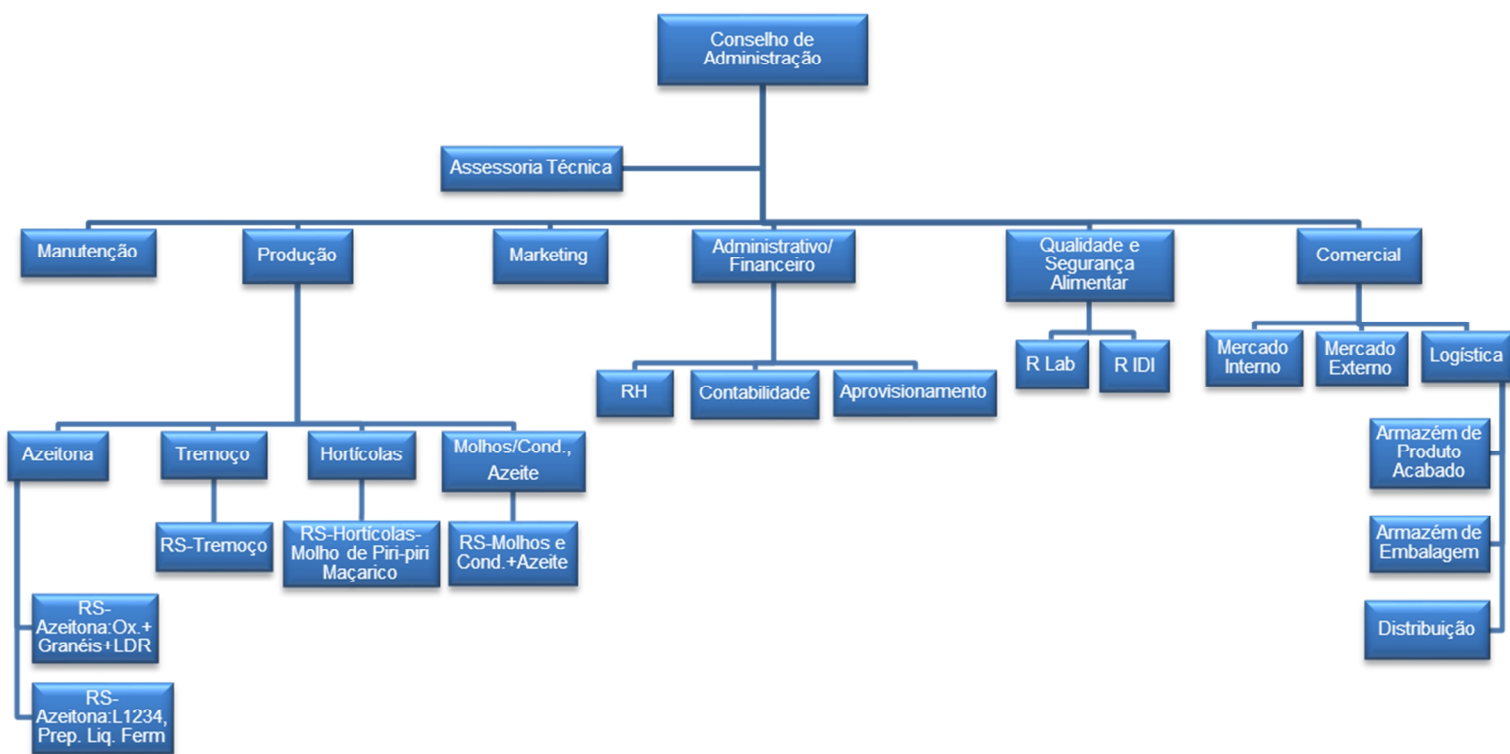 Conselho de
Administração
Assessoria Técnica
Manutenção
Produção
Marketing
Administrativo/
Financeiro
Qualidade e
Segurança
Alimentar
Comercial
RH
Contabilidade
Aprovisionamento
R Lab
R IDI
Mercado
Interno
Mercado
Externo
Logística
Azeitona
Tremoço
Hortícolas
Molhos/Cond.,
Azeite
Armazém de
Produto
Acabado
RS-Tremoço
RS-Hortícolas-
Molho de Piri-piri
Maçarico
RS-Molhos e
Cond.+Azeite
Armazém de
Embalagem
RS-
Azeitona:Ox.+
Granéis+LDR
Distribuição
RS-
Azeitona:L1234,
Prep. Liq. Ferm